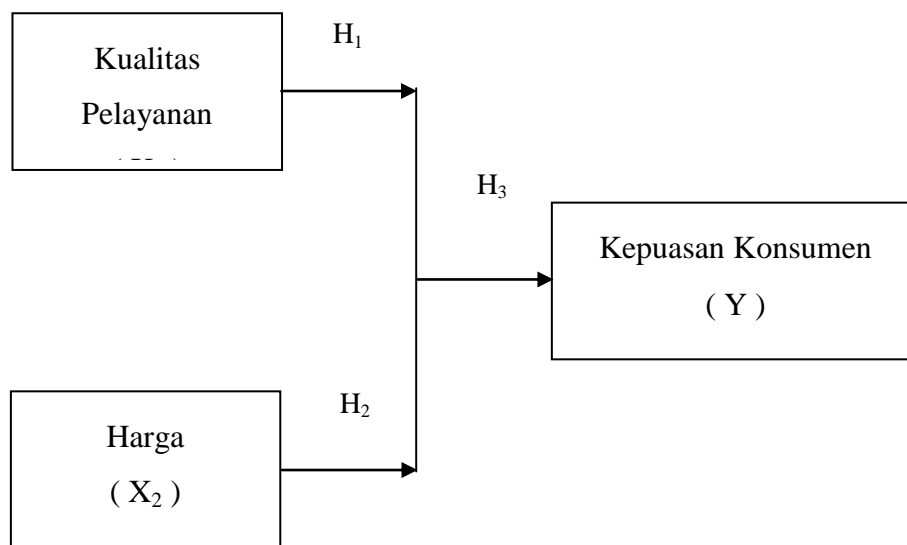 H₁
Kualitas
Pelayanan
H₃
Kepuasan Konsumen
( Y )
H₂
Harga
( X₂ )